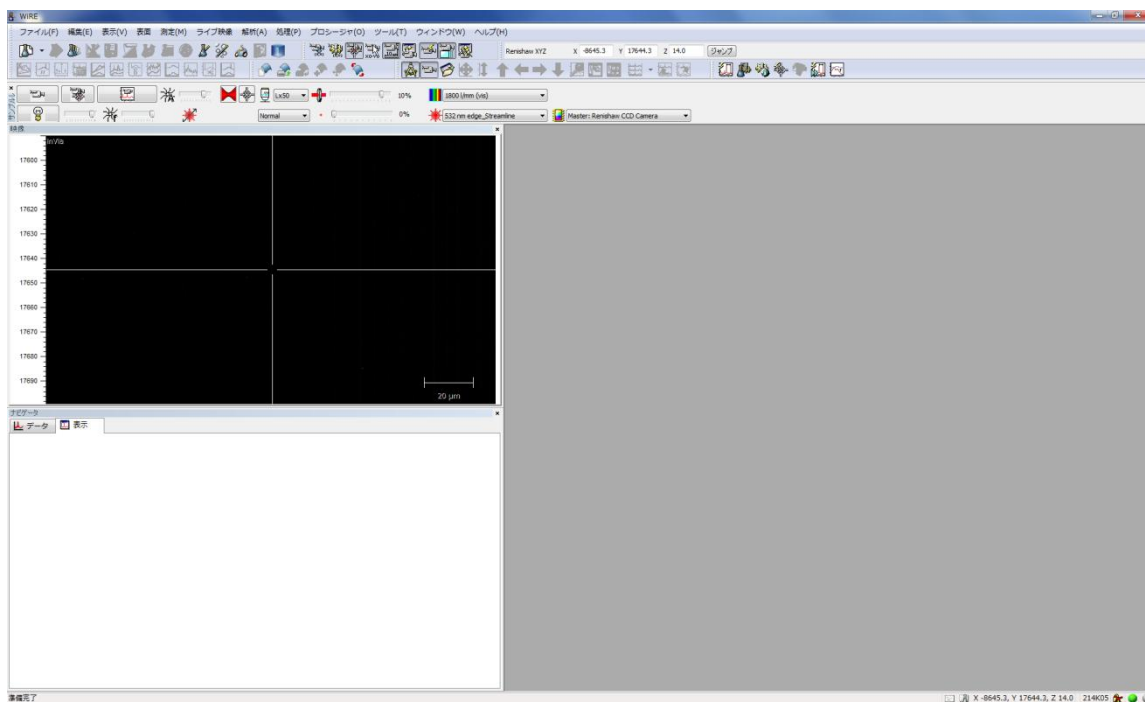 WiRE
ファイル(F) 編集(E) 表示(V) 表面 測定(M) ライブ映像 解析(A) 処理(P) プロシージャ(O) ツール(T) ウィンドウ(W) ヘルプ(H)
Renishaw XYZ X -8645.3 Y 17644.3 Z 14.0 ジャンプ
Lx50 10% 1800 l/mm (vis)
Normal 0% 532 nm edge_Streamline Master: Renishaw CCD Camera
映像
InVis
17600
17610
17620
17630
17640
17650
17660
17670
17680
17690
20 μm
ナビゲータ
データ 表示
準備完了 X -8645.3, Y 17644.3, Z 14.0 214K05